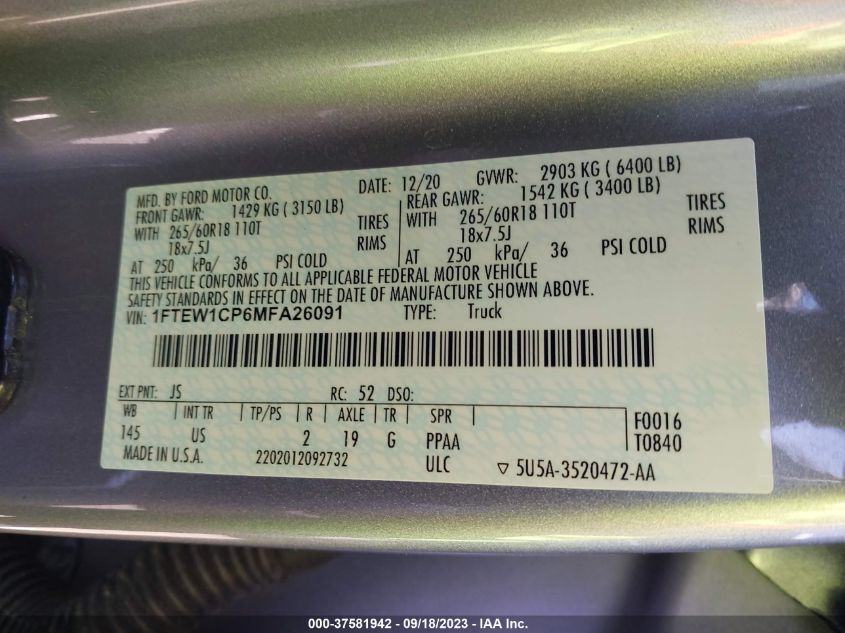 MFD. BY FORD MOTOR CO. DATE: 12/20 GVWR: 2903 KG ( 6400 LB)
FRONT GAWR: 1429 KG ( 3150 LB) REAR GAWR: 1542 KG ( 3400 LB)
WITH 265/60R18 110T TIRES WITH 265/60R18 110T TIRES
18x7.5J RIMS 18x7.5J RIMS
AT 250 kPa/ 36 PSI COLD AT 250 kPa/ 36 PSI COLD
THIS VEHICLE CONFORMS TO ALL APPLICABLE FEDERAL MOTOR VEHICLE
SAFETY STANDARDS IN EFFECT ON THE DATE OF MANUFACTURE SHOWN ABOVE.
VIN: 1FTEW1CP6MFA26091 TYPE: Truck
EXT PNT: JS RC: 52 DSO:
WB INT TR TP/PS R AXLE TR SPR F0016
145 US 2 19 G PPAA T0840
MADE IN U.S.A. 2202012092732 ULC ▽ 5U5A-3520472-AA
000-37581942 - 09/18/2023 - IAA Inc.